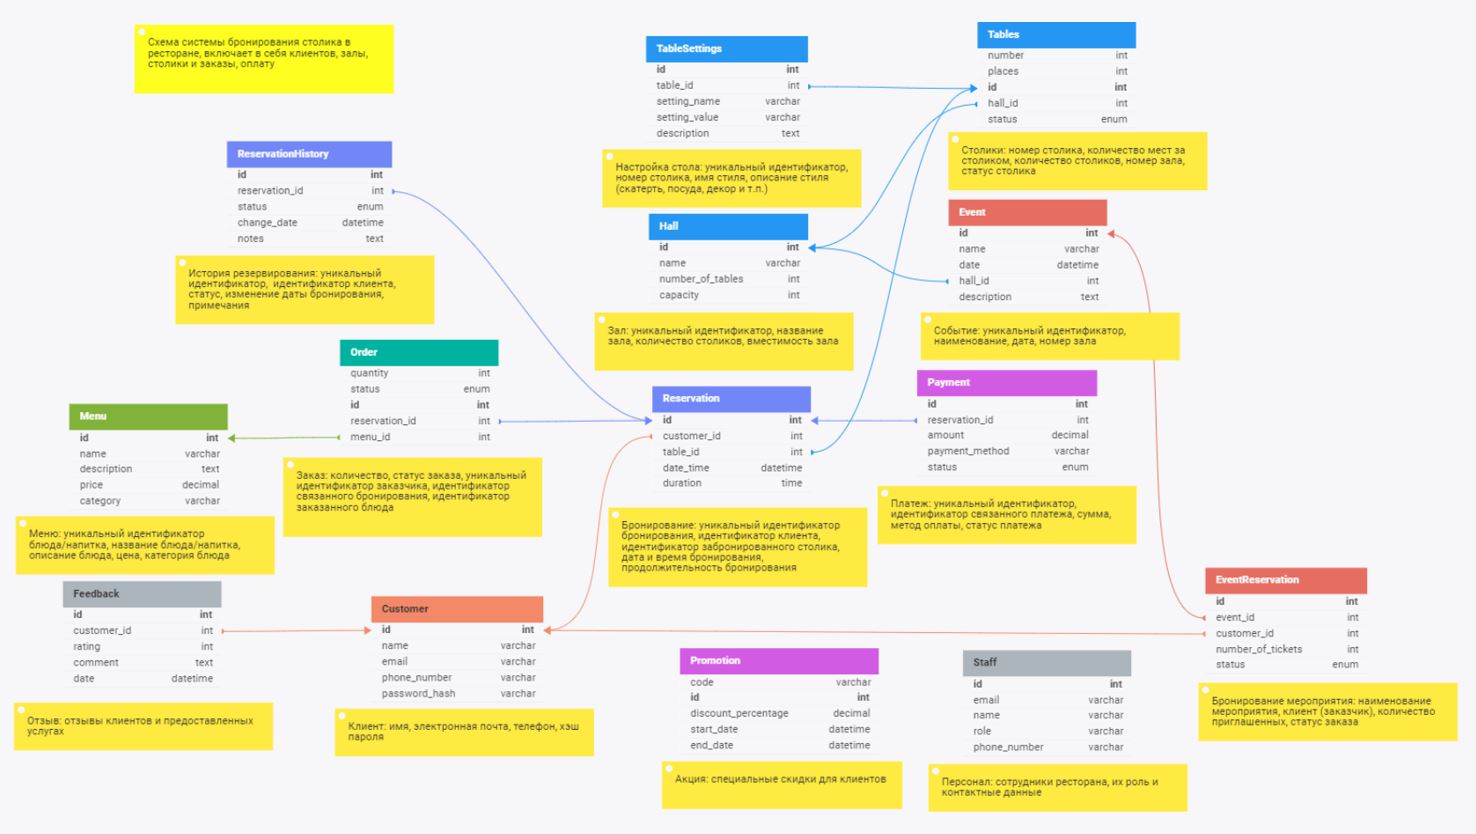 Схема системы бронирования столика в
ресторане, включает в себя клиентов, залы,
столики и заказы, оплату
TableSettings
id int
table_id int
setting_name varchar
setting_value varchar
description text
Настройка стола: уникальный идентификатор,
номер столика, имя стиля, описание стиля
(скатерть, посуда, декор и т.п.)
Tables
number int
places int
id int
hall_id int
status enum
Столики: номер столика, количество мест за
столиком, количество столиков, номер зала,
статус столика
ReservationHistory
id int
reservation_id int
status enum
change_date datetime
notes text
История резервирования: уникальный
идентификатор, идентификатор клиента,
статус, изменение даты бронирования,
примечания
Hall
id int
name varchar
number_of_tables int
capacity int
Зал: уникальный идентификатор, название
зала, количество столиков, вместимость зала
Event
id int
name varchar
date datetime
hall_id int
description text
Событие: уникальный идентификатор,
наименование, дата, номер зала
Order
quantity int
status enum
id int
reservation_id int
menu_id int
Заказ: количество, статус заказа, уникальный
идентификатор заказчика, идентификатор
связанного бронирования, идентификатор
заказанного блюда
Menu
id int
name varchar
description text
price decimal
category varchar
Меню: уникальный идентификатор
блюда/напитка, название блюда/напитка,
описание блюда, цена, категория блюда
Reservation
id int
customer_id int
table_id int
date_time datetime
duration time
Бронирование: уникальный идентификатор
бронирования, идентификатор клиента,
идентификатор забронированного столика,
дата и время бронирования,
продолжительность бронирования
Payment
id int
reservation_id int
amount decimal
payment_method varchar
status enum
Платеж: уникальный идентификатор,
идентификатор связанного платежа, сумма,
метод оплаты, статус платежа
Feedback
id int
customer_id int
rating int
comment text
date datetime
Отзыв: отзывы клиентов и предоставленных
услугах
Customer
id int
name varchar
email varchar
phone_number varchar
password_hash varchar
Клиент: имя, электронная почта, телефон, хэш
пароля
Promotion
code varchar
id int
discount_percentage decimal
start_date datetime
end_date datetime
Акция: специальные скидки для клиентов
Staff
id int
email varchar
name varchar
role varchar
phone_number varchar
Персонал: сотрудники ресторана, их роль и
контактные данные
EventReservation
id int
event_id int
customer_id int
number_of_tickets int
status enum
Бронирование мероприятия: наименование
мероприятия, клиент (заказчик), количество
приглашенных, статус заказа